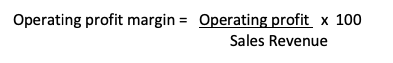 Operating profit margin = Operating profit x 100
Sales Revenue